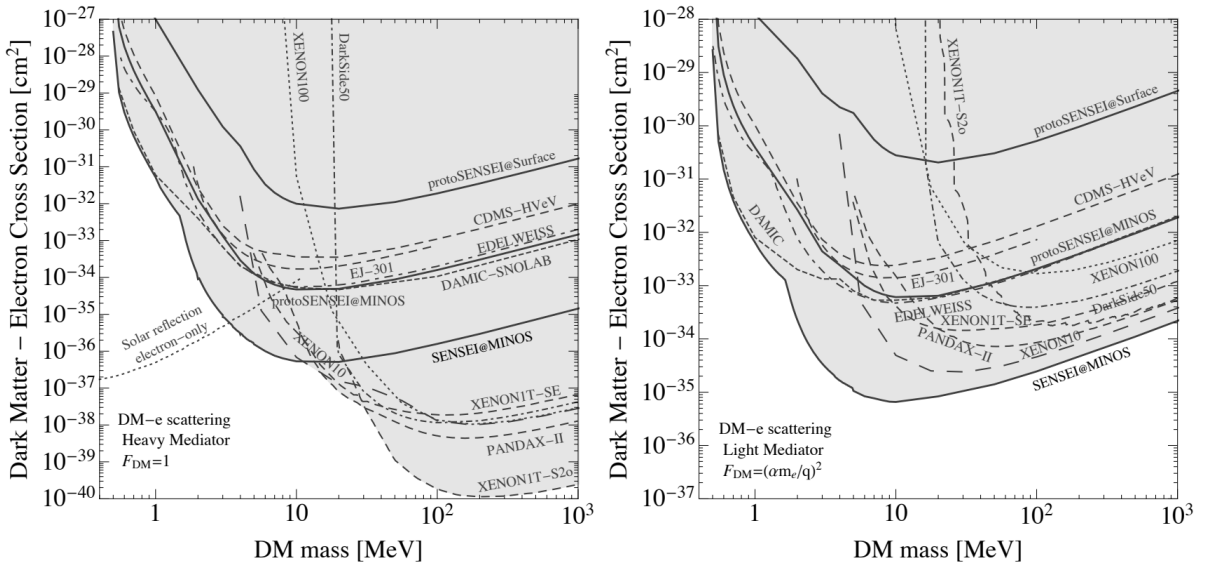 Dark Matter − Electron Cross Section [cm²]
10⁻²⁷
10⁻²⁸
10⁻²⁹
10⁻³⁰
10⁻³¹
10⁻³²
10⁻³³
10⁻³⁴
10⁻³⁵
10⁻³⁶
10⁻³⁷
10⁻³⁸
10⁻³⁹
10⁻⁴⁰
XENON100
DarkSide50
protoSENSEI@Surface
CDMS-HVeV
EDELWEISS
EJ-301
DAMIC-SNOLAB
protoSENSEI@MINOS
Solar reflection
electron-only
SENSEI@MINOS
XENON10
XENON1T-SE
PANDAX-II
XENON1T-S2o
DM−e scattering
Heavy Mediator
F_DM=1
1
10
10²
10³
DM mass [MeV]
Dark Matter − Electron Cross Section [cm²]
10⁻²⁸
10⁻²⁹
10⁻³⁰
10⁻³¹
10⁻³²
10⁻³³
10⁻³⁴
10⁻³⁵
10⁻³⁶
10⁻³⁷
XENON1T-S2o
protoSENSEI@Surface
CDMS-HVeV
DAMIC
protoSENSEI@MINOS
EJ-301
XENON100
EDELWEISS
DarkSide50
XENON1T-SE
PANDAX-II
XENON10
SENSEI@MINOS
DM−e scattering
Light Mediator
F_DM=(αm_e/q)²
1
10
10²
10³
DM mass [MeV]